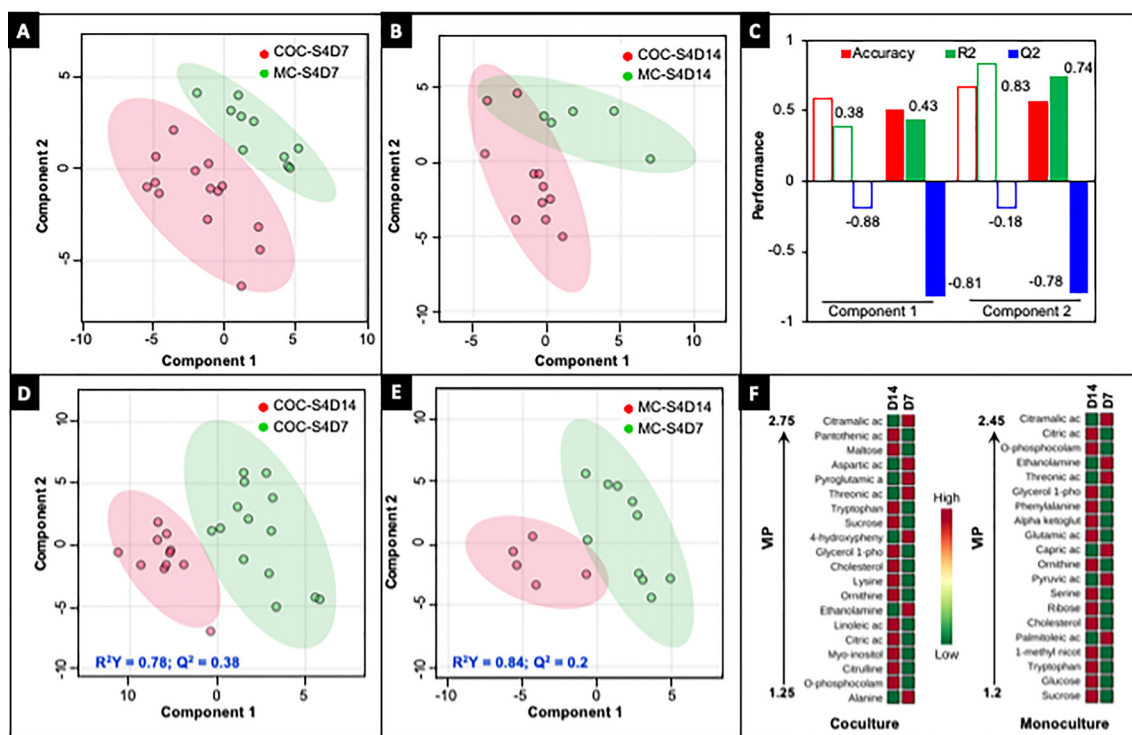 A
COC-S4D7
MC-S4D7
5
0
-5
Component 2
-10
-5
0
5
10
Component 1
B
COC-S4D14
MC-S4D14
5
0
-5
-10
Component 2
-5
0
5
10
Component 1
C
Accuracy
R2
Q2
1
0.5
0
-0.5
-1
Performance
0.38
0.43
0.83
0.74
-0.88
-0.18
-0.81
-0.78
Component 1
Component 2
D
COC-S4D14
COC-S4D7
10
5
0
-5
-10
Component 2
R²Y = 0.78; Q² = 0.38
10
0
5
Component 1
E
MC-S4D14
MC-S4D7
10
5
0
-5
-10
Component 2
R²Y = 0.84; Q² = 0.2
-10
-5
0
5
Component 1
F
D14
D7
2.75
VIP
1.25
Citramalic ac
Pantothenic ac
Maltose
Aspartic ac
Pyroglutamic a
Threonic ac
Tryptophan
Sucrose
4-hydroxypheny
Glycerol 1-pho
Cholesterol
Lysine
Ornithine
Ethanolamine
Linoleic ac
Citric ac
Myo-inositol
Citrulline
O-phosphocolam
Alanine
Coculture
High
Low
D14
D7
2.45
VIP
1.2
Citramalic ac
Citric ac
O-phosphocolam
Ethanolamine
Threonic ac
Glycerol 1-pho
Phenylalanine
Alpha ketoglut
Glutamic ac
Capric ac
Ornithine
Pyruvic ac
Serine
Ribose
Cholesterol
Palmitoleic ac
1-methyl nicot
Tryptophan
Glucose
Sucrose
Monoculture